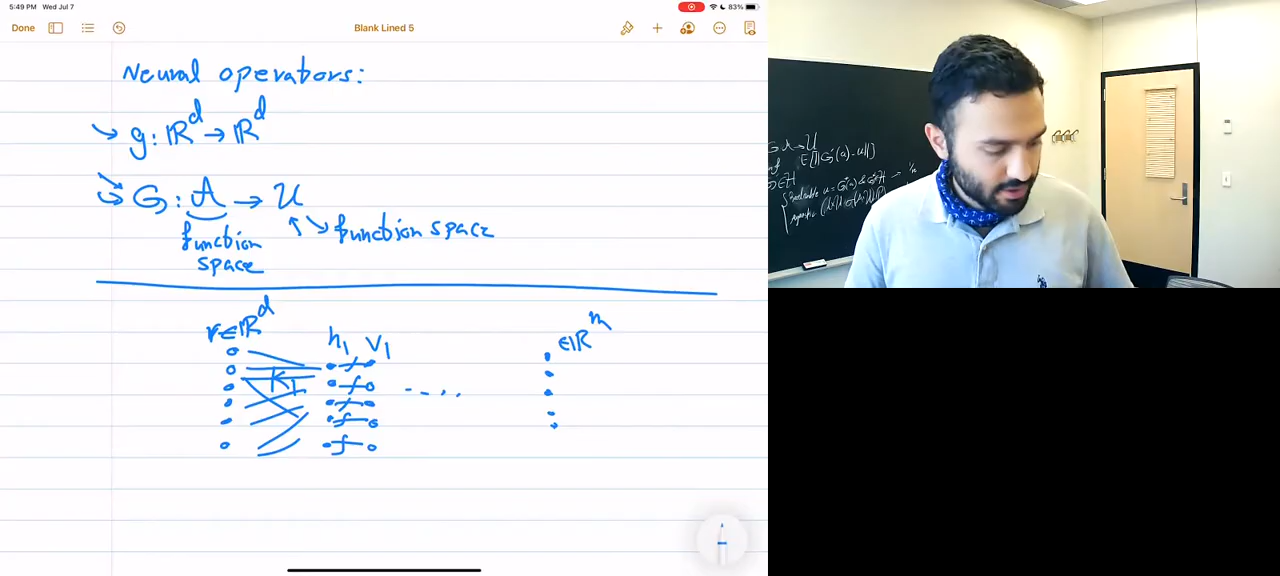 5:49 PM Wed Jul 7
83%
Done
Blank Lined 5
Neural operators:
g: ℝ^d → ℝ^d
G: A → U
function space
function space
v∈ℝ^d
h₁ v₁
∈ℝ^m
K₁
....
G A → U
E[||G(a) - u||]